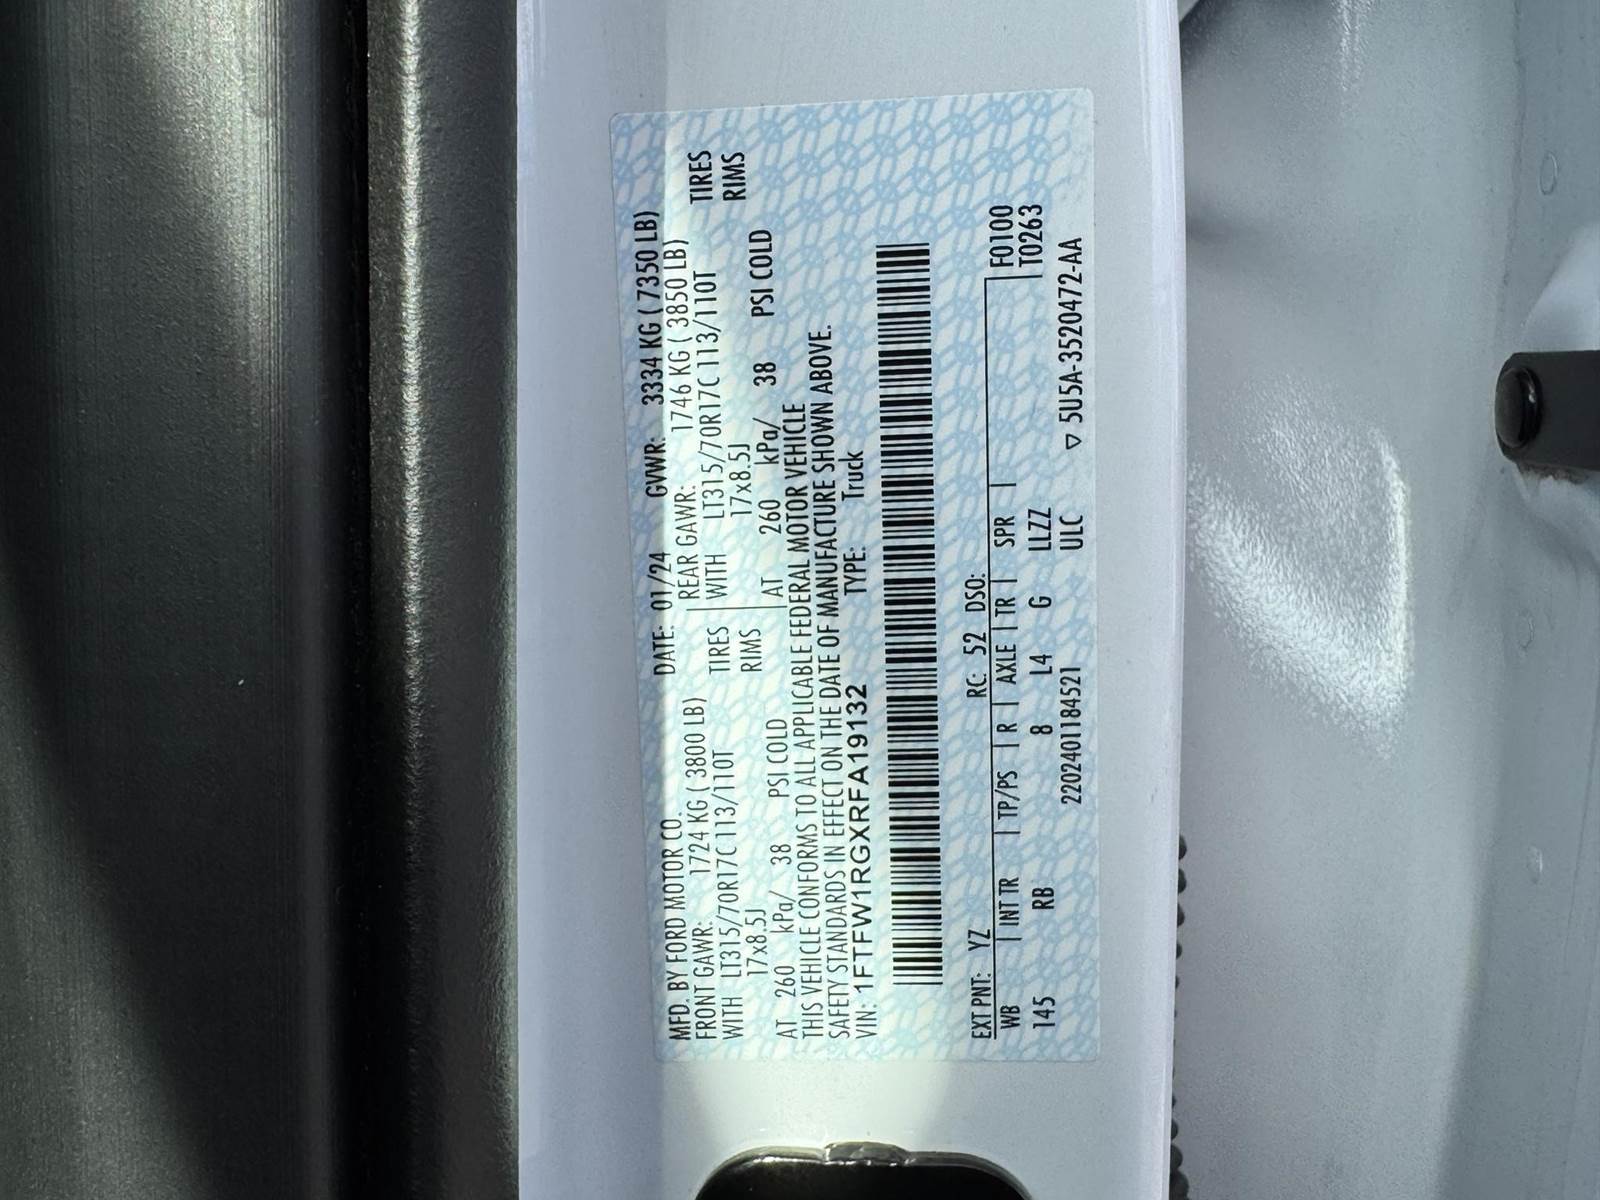 MFD. BY FORD MOTOR CO. DATE: 01/24 GVWR: 3334 KG ( 7350 LB)
FRONT GAWR: 1724 KG ( 3800 LB) REAR GAWR: 1746 KG ( 3850 LB)
WITH LT315/70R17C 113/110T TIRES WITH LT315/70R17C 113/110T TIRES
17x8.5J RIMS 17x8.5J RIMS
AT 260 kPa/ 38 PSI COLD AT 260 kPa/ 38 PSI COLD
THIS VEHICLE CONFORMS TO ALL APPLICABLE FEDERAL MOTOR VEHICLE
SAFETY STANDARDS IN EFFECT ON THE DATE OF MANUFACTURE SHOWN ABOVE.
VIN: 1FTFW1RGXRFA19132 TYPE: Truck
EXT PNT: YZ RC: 52 DSO: F0100
WB | INT TR | TP/PS | R | AXLE | TR | SPR | T0263
145 RB 8 L4 G LLZZ
220240118452​1 ULC ▽ 5U5A-3520472-AA